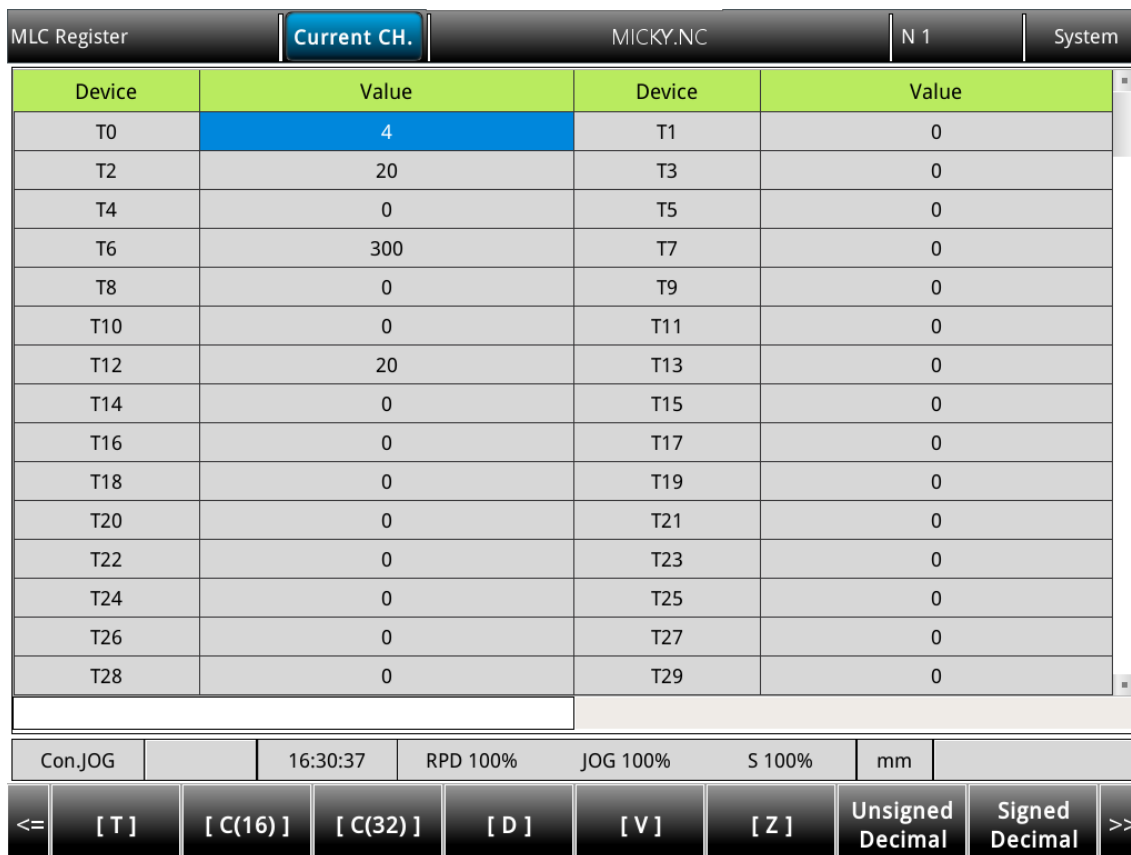 MLC Register Current CH. MICKY.NC N 1 System
Device Value Device Value
T0 4 T1 0
T2 20 T3 0
T4 0 T5 0
T6 300 T7 0
T8 0 T9 0
T10 0 T11 0
T12 20 T13 0
T14 0 T15 0
T16 0 T17 0
T18 0 T19 0
T20 0 T21 0
T22 0 T23 0
T24 0 T25 0
T26 0 T27 0
T28 0 T29 0
Con.JOG 16:30:37 RPD 100% JOG 100% S 100% mm
<= [ T ] [ C(16) ] [ C(32) ] [ D ] [ V ] [ Z ] Unsigned Decimal Signed Decimal >>